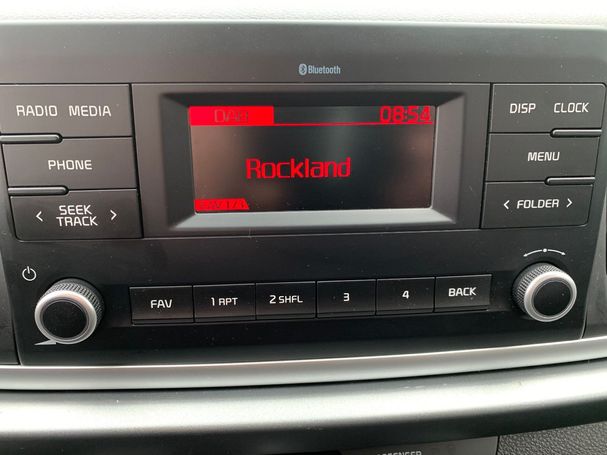 Bluetooth
RADIO MEDIA
DAB
08:54
DISP CLOCK
PHONE
Rockland
MENU
< SEEK >
TRACK
< FOLDER >
FAV
1 RPT
2 SHFL
3
4
BACK